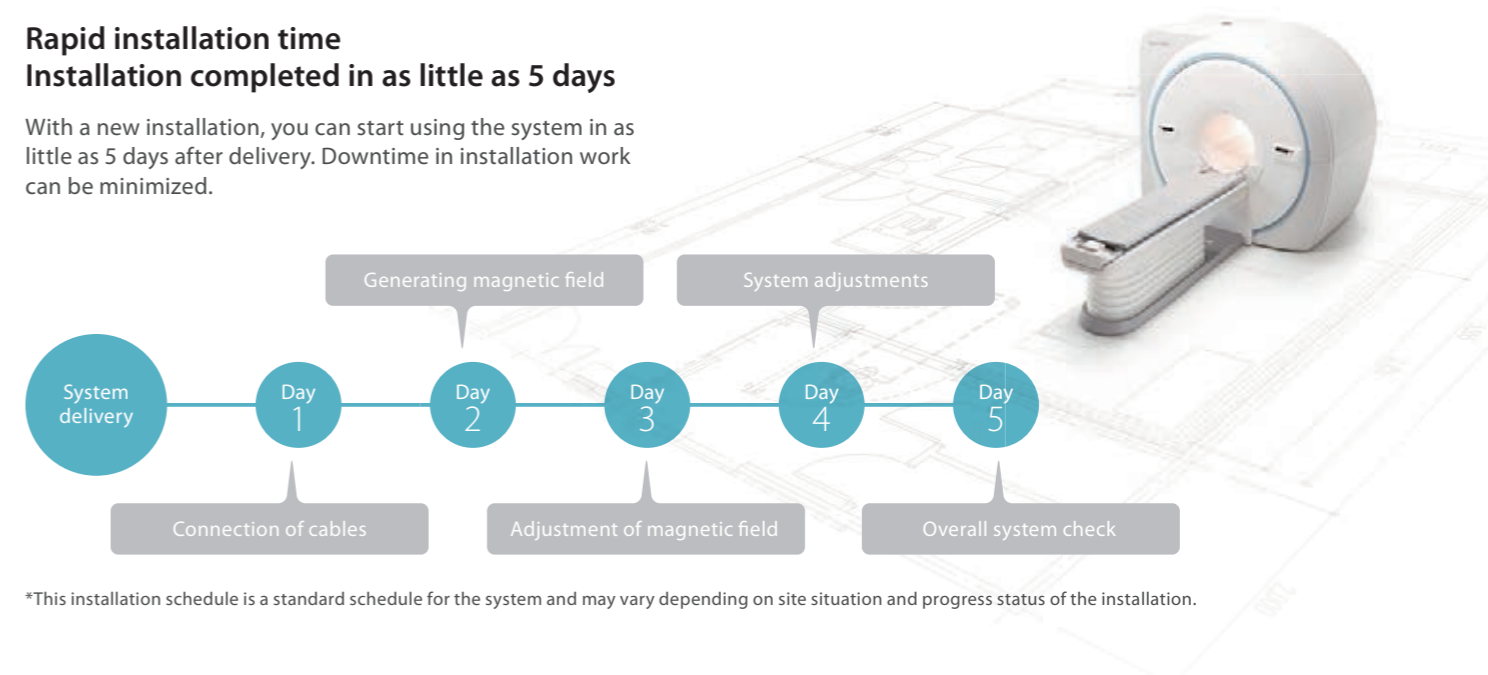 Rapid installation time
Installation completed in as little as 5 days
With a new installation, you can start using the system in as
little as 5 days after delivery. Downtime in installation work
can be minimized.
Generating magnetic field
System adjustments
System
delivery
Day
1
Day
2
Day
3
Day
4
Day
5
Connection of cables
Adjustment of magnetic field
Overall system check
*This installation schedule is a standard schedule for the system and may vary depending on site situation and progress status of the installation.